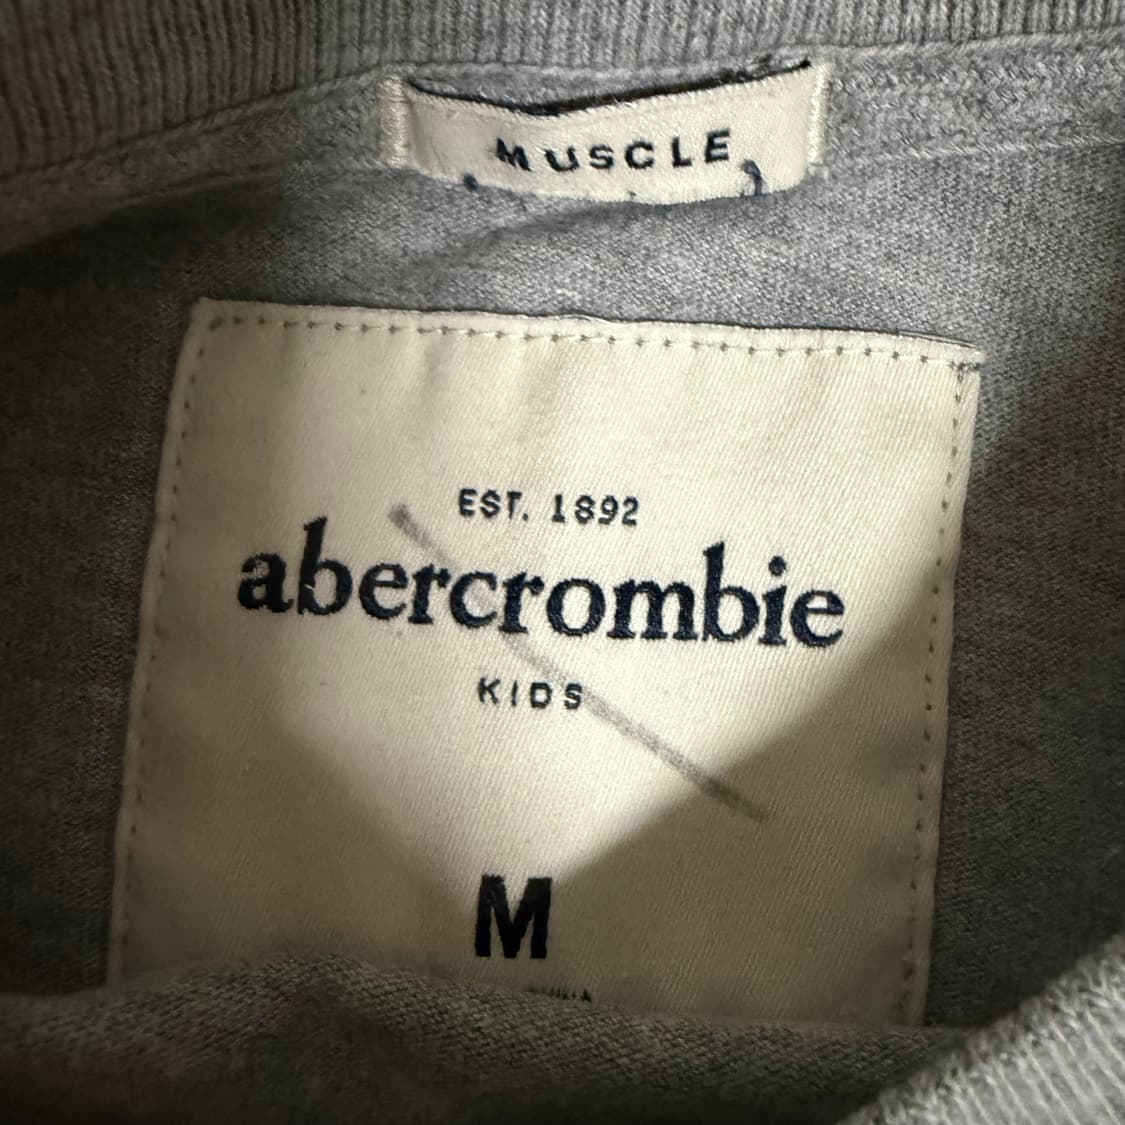 MUSCLE
EST. 1892
abercrombie
KIDS
M